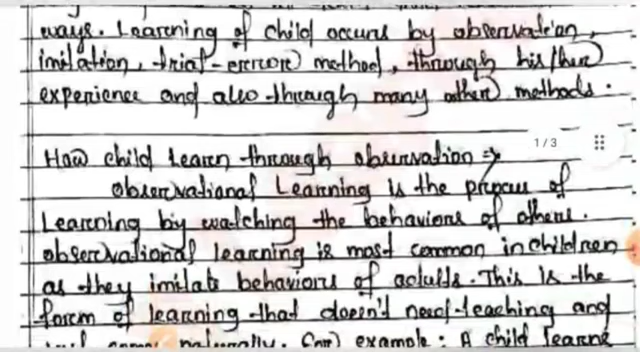 ways. Learning of child occurs by observation,
imitation, trial-error method, through his/her
experience and also through many other methods.
1/3
How child learn through observation ⇒
observational Learning is the process of
Learning by watching the behaviors of others.
observational learning is most common in children
as they imitate behaviors of adults. This is the
form of learning that doesn't need teaching and
naturally. example: A child learns